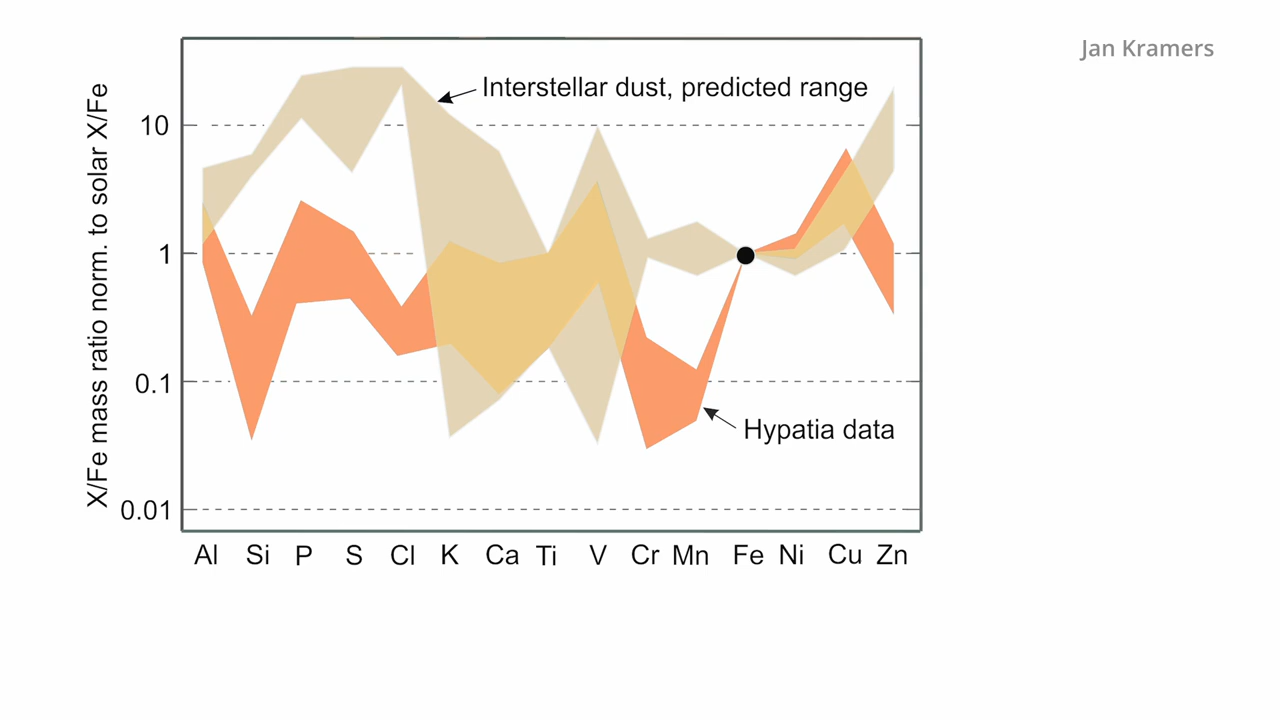 Jan Kramers
X/Fe mass ratio norm. to solar X/Fe
Interstellar dust, predicted range
10
1
0.1
Hypatia data
0.01
Al Si P S Cl K Ca Ti V Cr Mn Fe Ni Cu Zn